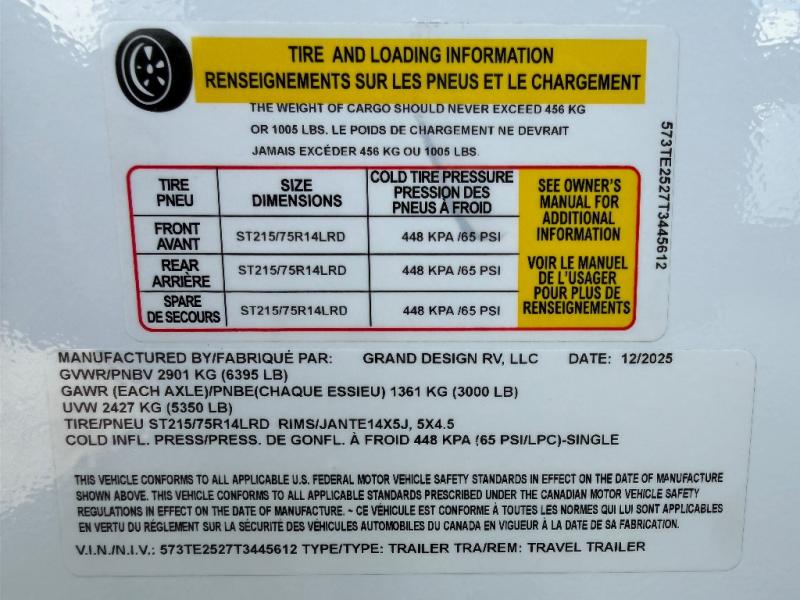 TIRE AND LOADING INFORMATION
RENSEIGNEMENTS SUR LES PNEUS ET LE CHARGEMENT
THE WEIGHT OF CARGO SHOULD NEVER EXCEED 456 KG
OR 1005 LBS. LE POIDS DE CHARGEMENT NE DEVRAIT
JAMAIS EXCÉDER 456 KG OU 1005 LBS.
TIRE
PNEU
SIZE
DIMENSIONS
COLD TIRE PRESSURE
PRESSION DES
PNEUS À FROID
FRONT
AVANT
ST215/75R14LRD
448 KPA /65 PSI
REAR
ARRIÈRE
ST215/75R14LRD
448 KPA /65 PSI
SPARE
DE SECOURS
ST215/75R14LRD
448 KPA /65 PSI
SEE OWNER'S
MANUAL FOR
ADDITIONAL
INFORMATION
VOIR LE MANUEL
DE L'USAGER
POUR PLUS DE
RENSEIGNEMENTS
573TE2527T3445612
MANUFACTURED BY/FABRIQUÉ PAR: GRAND DESIGN RV, LLC DATE: 12/2025
GVWR/PNBV 2901 KG (6395 LB)
GAWR (EACH AXLE)/PNBE(CHAQUE ESSIEU) 1361 KG (3000 LB)
UVW 2427 KG (5350 LB)
TIRE/PNEU ST215/75R14LRD RIMS/JANTE14X5J, 5X4.5
COLD INFL. PRESS/PRESS. DE GONFL. À FROID 448 KPA (65 PSI/LPC)-SINGLE
THIS VEHICLE CONFORMS TO ALL APPLICABLE U.S. FEDERAL MOTOR VEHICLE SAFETY STANDARDS IN EFFECT ON THE DATE OF MANUFACTURE
SHOWN ABOVE. THIS VEHICLE CONFORMS TO ALL APPLICABLE STANDARDS PRESCRIBED UNDER THE CANADIAN MOTOR VEHICLE SAFETY
REGULATIONS IN EFFECT ON THE DATE OF MANUFACTURE. ~ CE VÉHICULE EST CONFORME À TOUTES LES NORMES QUI LUI SONT APPLICABLES
EN VERTU DU RÉGLEMENT SUR LA SÉCURITÉ DES VÉHICULES AUTOMOBILES DU CANADA EN VIGUEUR À LA DATE DE SA FABRICATION.
V.I.N./N.I.V.: 573TE2527T3445612 TYPE/TYPE: TRAILER TRA/REM: TRAVEL TRAILER